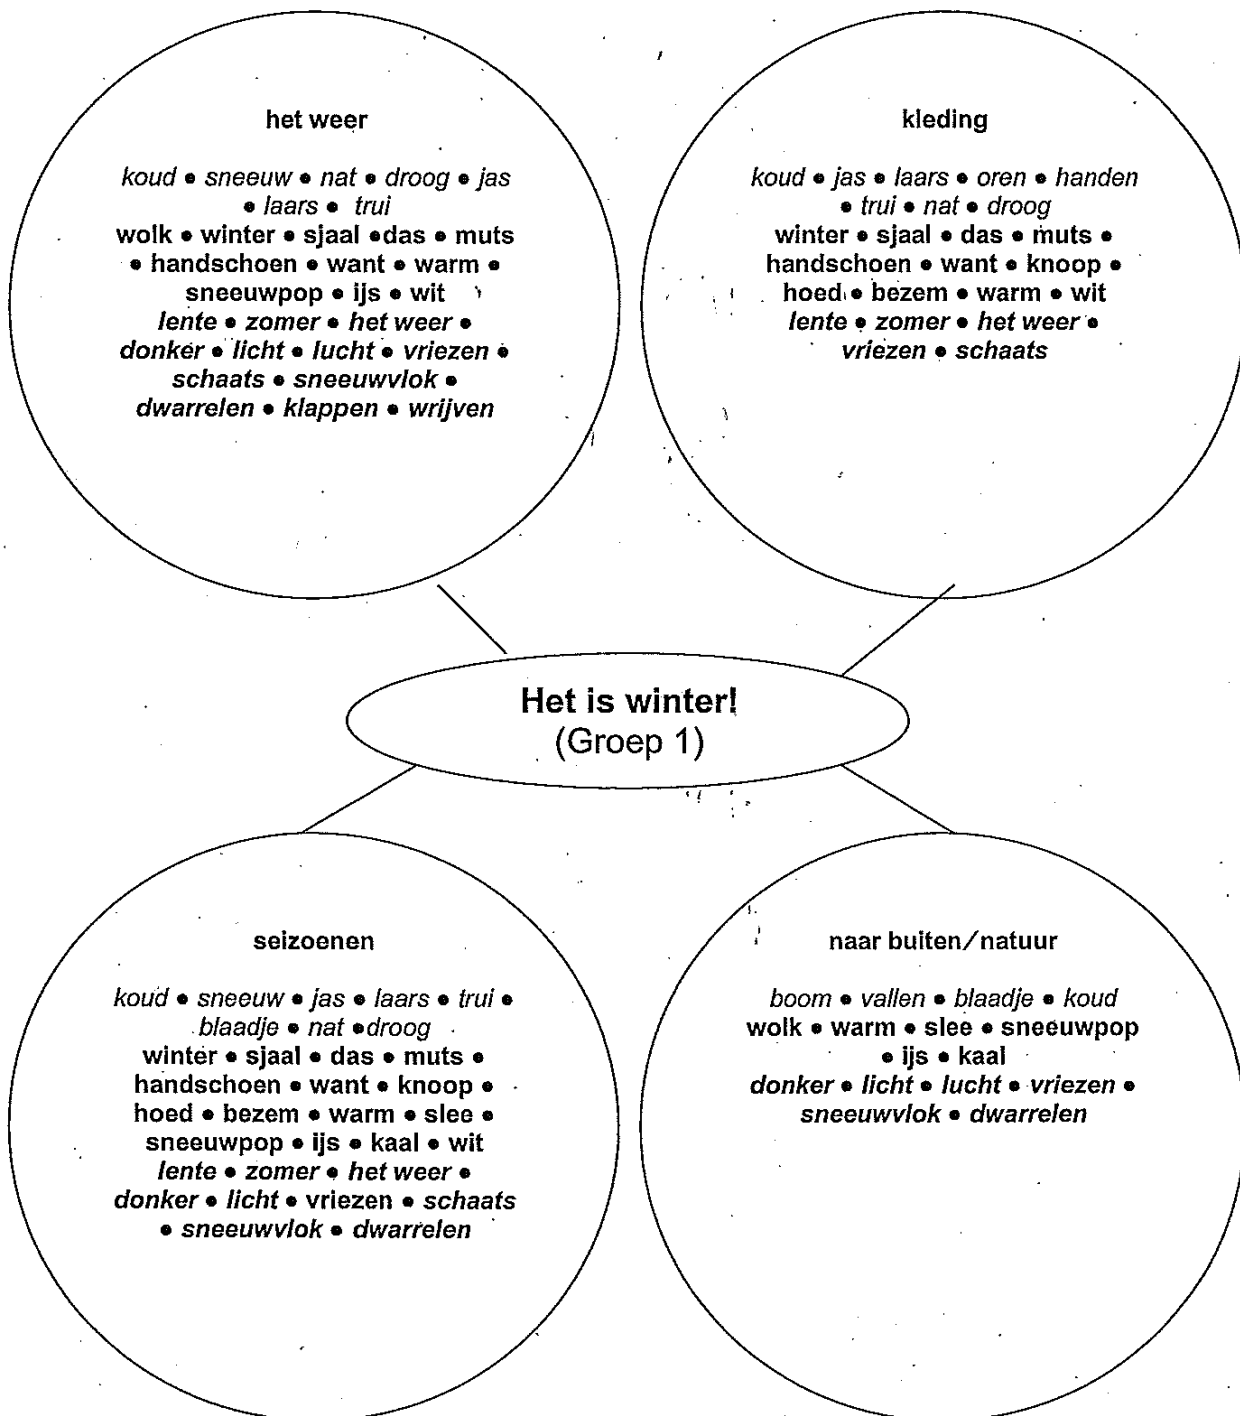 het weer
koud • sneeuw • nat • droog • jas
• laars • trui
wolk • winter • sjaal •das • muts
• handschoen • want • warm •
sneeuwpop • ijs • wit
lente • zomer • het weer •
donker • licht • lucht • vriezen •
schaats • sneeuwvlok •
dwarrelen • klappen • wrijven
kleding
koud • jas • laars • oren • handen
• trui • nat • droog
winter • sjaal • das • muts •
handschoen • want • knoop •
hoed • bezem • warm • wit
lente • zomer • het weer •
vriezen • schaats
Het is winter!
(Groep 1)
seizoenen
koud • sneeuw • jas • laars • trui •
blaadje • nat •droog
winter • sjaal • das • muts •
handschoen • want • knoop •
hoed • bezem • warm • slee •
sneeuwpop • ijs • kaal • wit
lente • zomer • het weer •
donker • licht • vriezen • schaats
• sneeuwvlok • dwarrelen
naar buiten/natuur
boom • vallen • blaadje • koud
wolk • warm • slee • sneeuwpop
• ijs • kaal
donker • licht • lucht • vriezen •
sneeuwvlok • dwarrelen